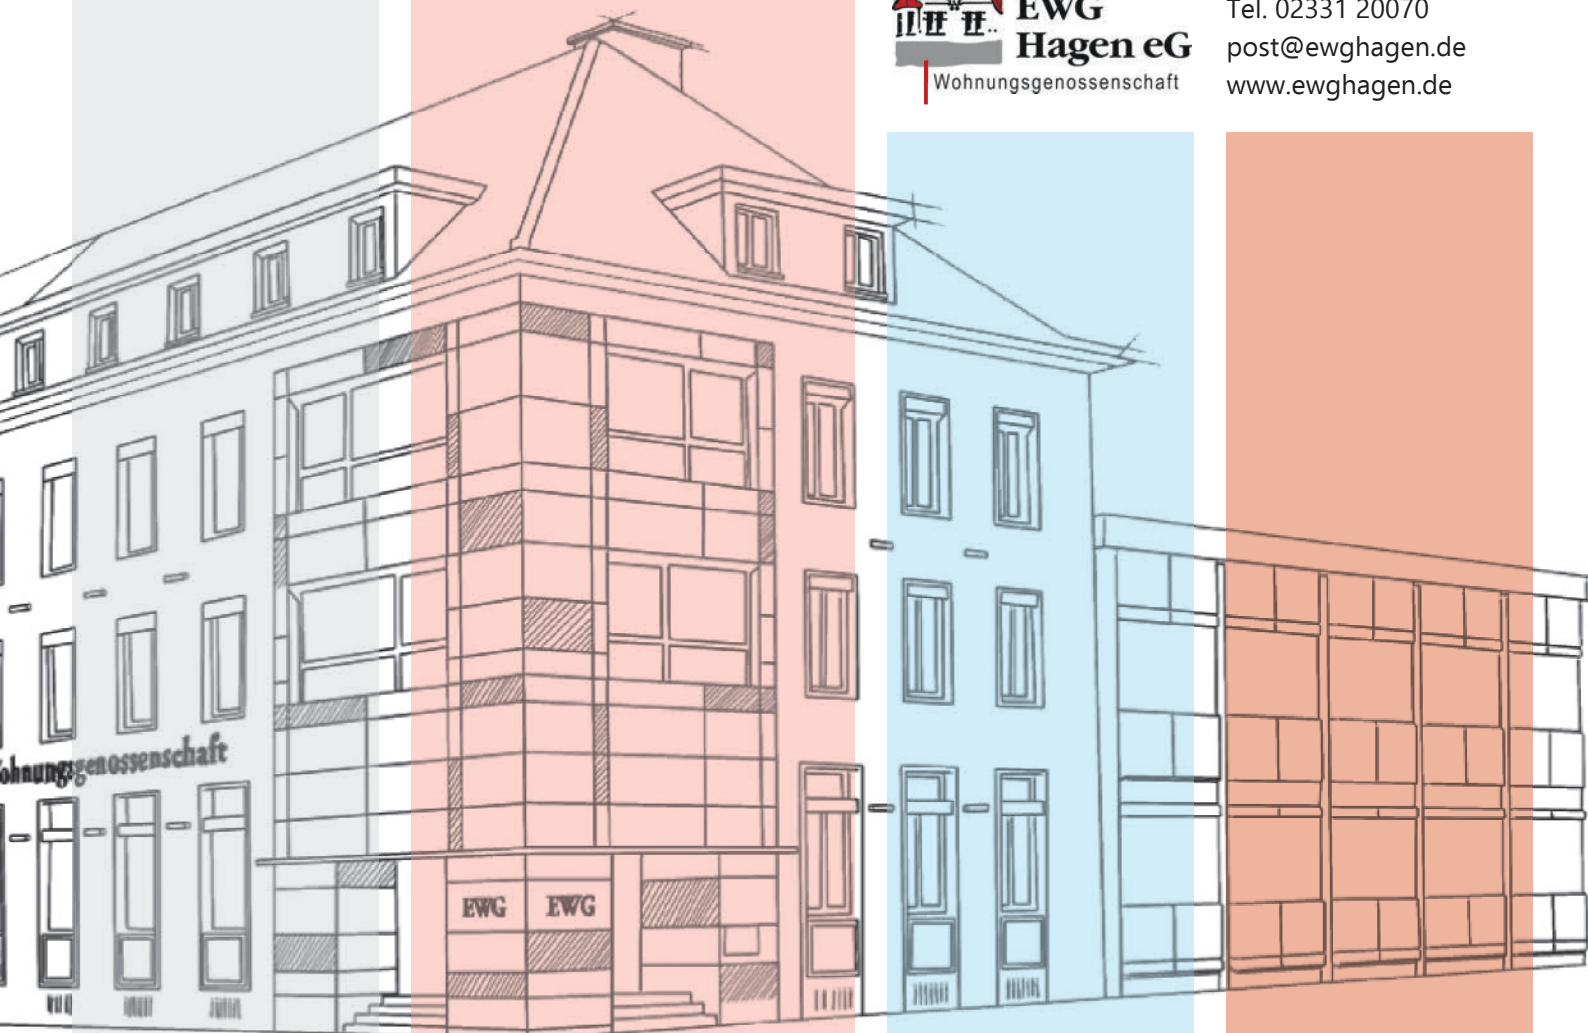 EWG
Hagen eG
Wohnungsgenossenschaft
Tel. 02331 20070
post@ewghagen.de
www.ewghagen.de
ohnungsgenossenschaft
EWG EWG